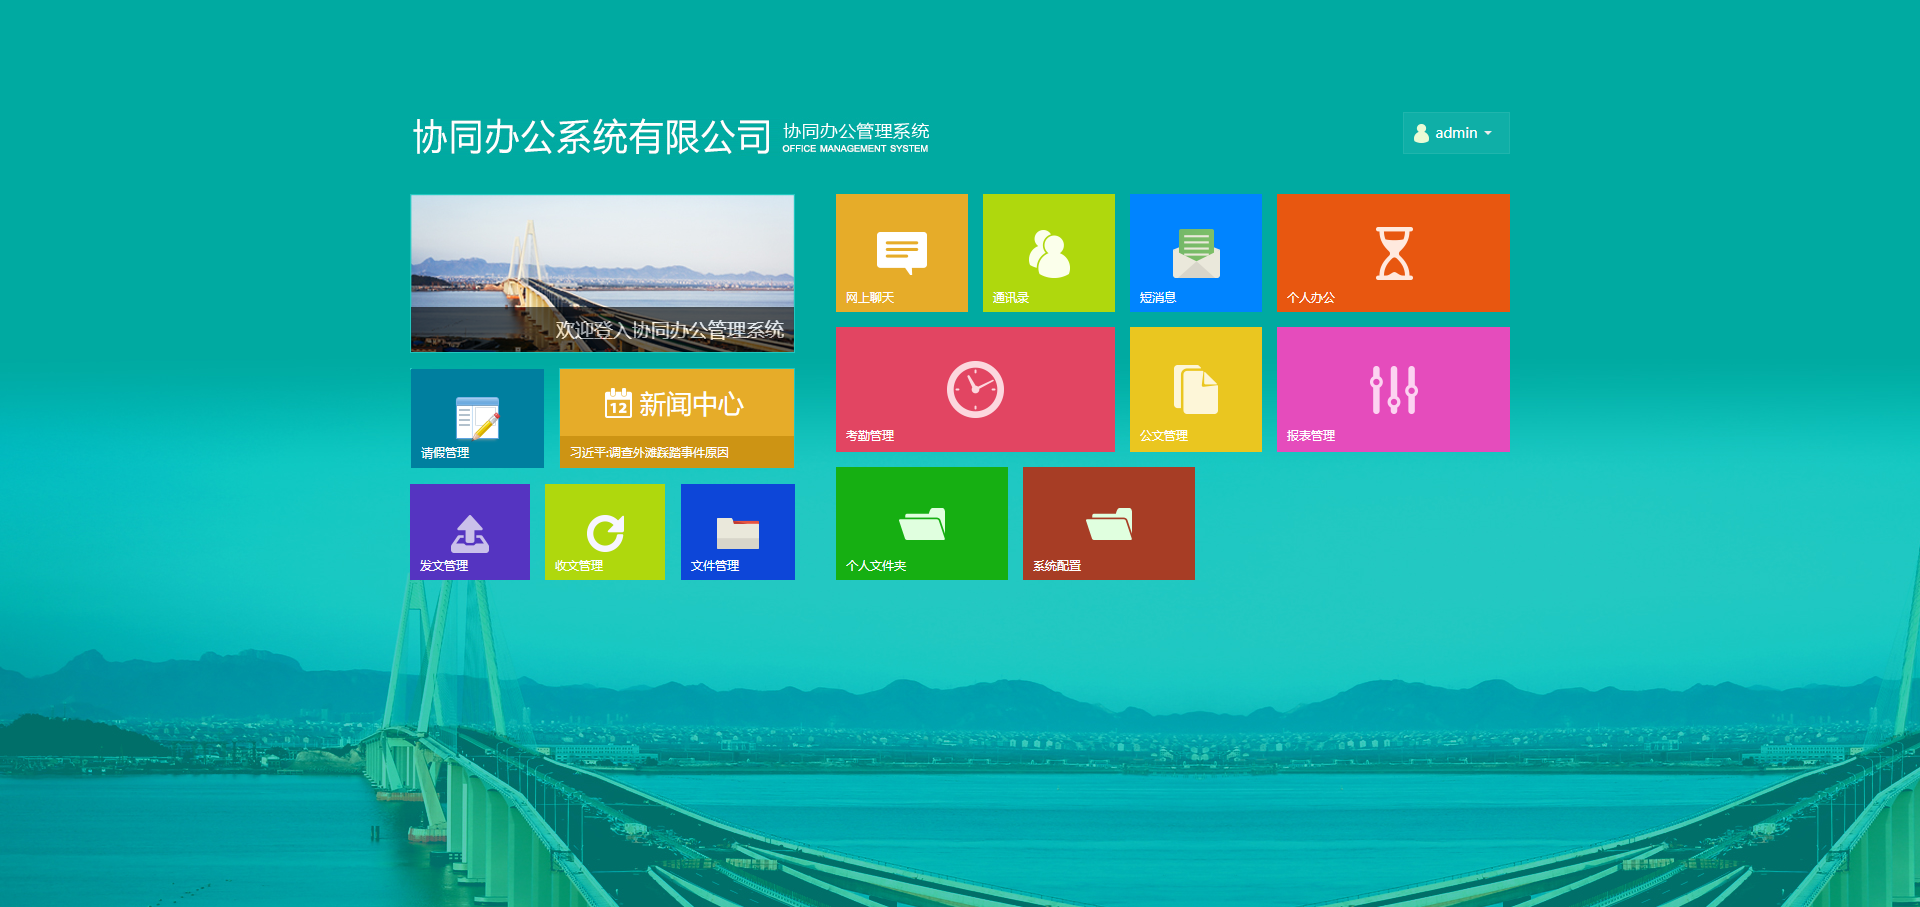 协同办公系统有限公司
协同办公管理系统
OFFICE MANAGEMENT SYSTEM
admin
欢迎登入协同办公管理系统
网上聊天
通讯录
短消息
个人办公
请假管理
12 新闻中心
习近平:调查外滩踩踏事件原因
考勤管理
公文管理
报表管理
发文管理
收文管理
文件管理
个人文件夹
系统配置